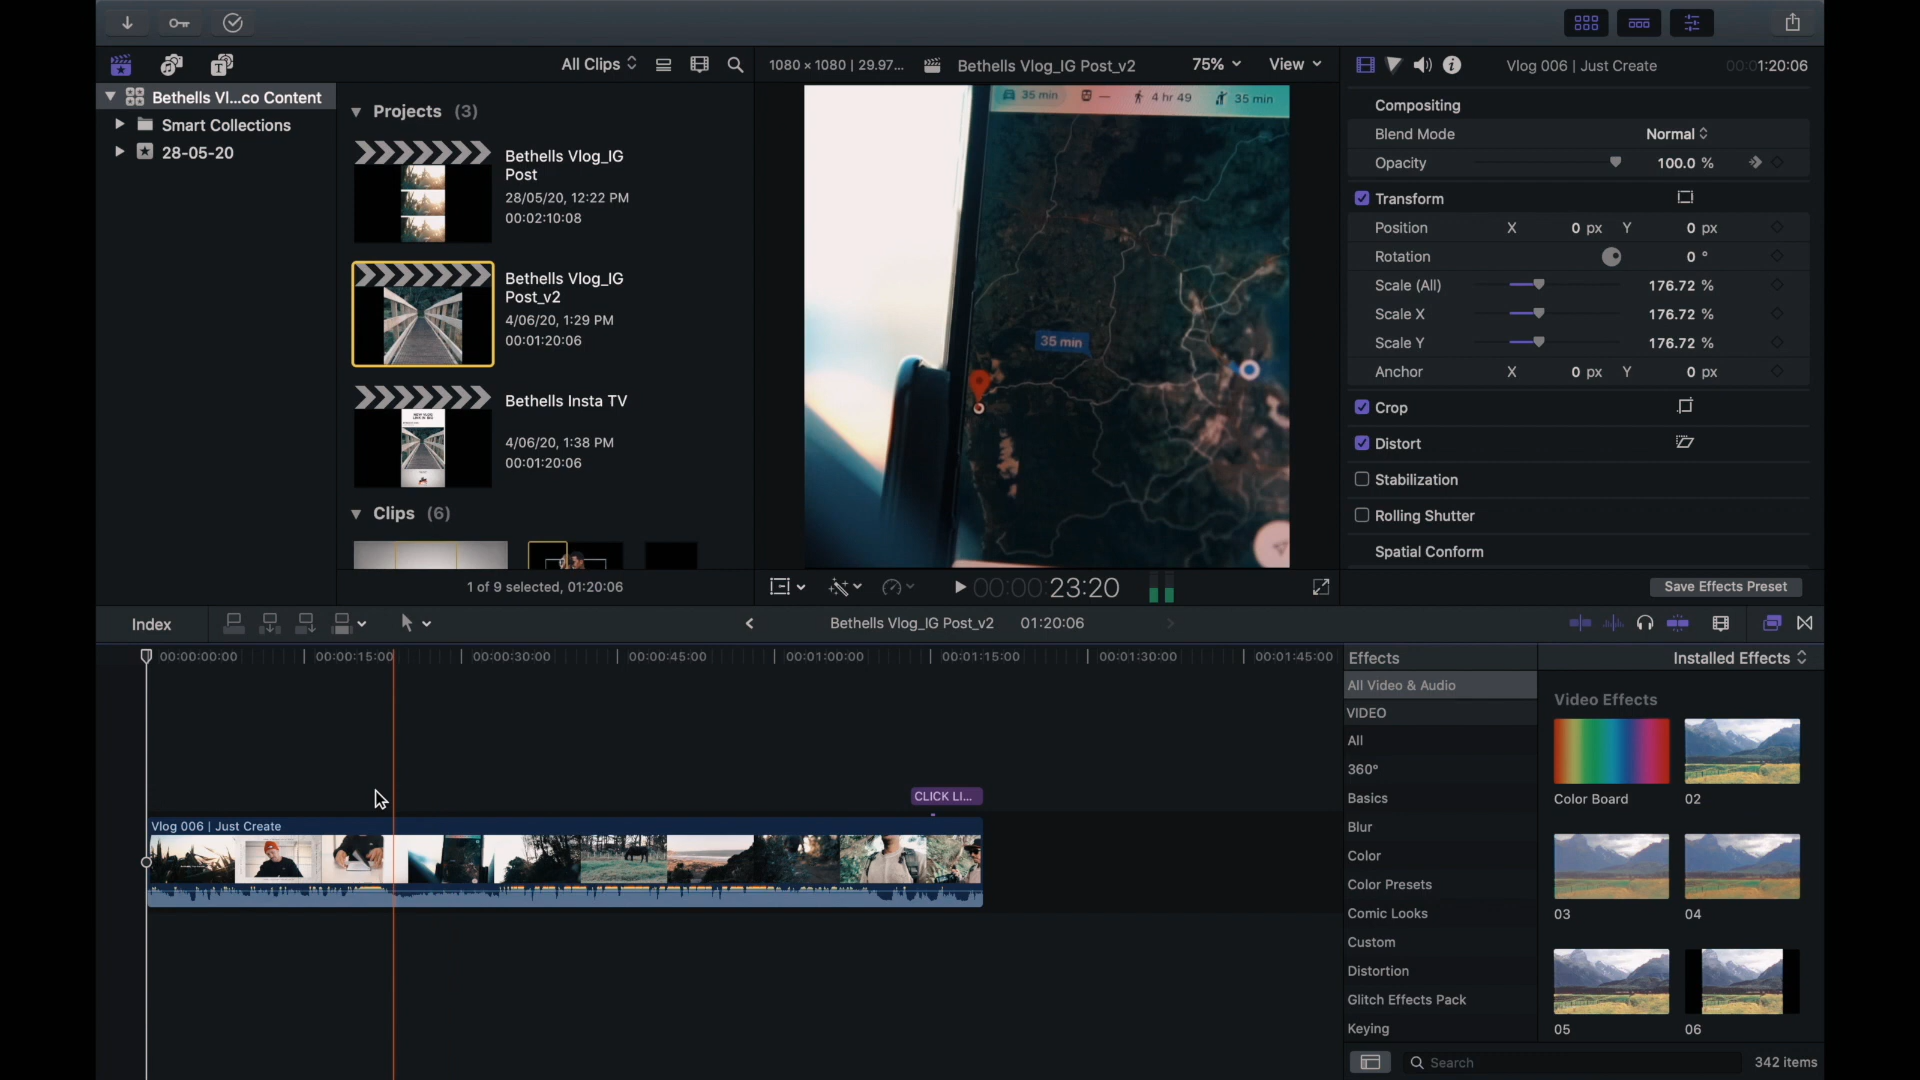 All Clips
1080 × 1080 | 29.97...
Bethells Vlog_IG Post_v2
75%
View
Vlog 006 | Just Create
00:01:20:06
Bethells Vl...co Content
Smart Collections
28-05-20
Projects (3)
Bethells Vlog_IG
Post
28/05/20, 12:22 PM
00:02:10:08
Bethells Vlog_IG
Post_v2
4/06/20, 1:29 PM
00:01:20:06
Bethells Insta TV
4/06/20, 1:38 PM
00:01:20:06
Clips (6)
1 of 9 selected, 01:20:06
35 min
—
4 hr 49
35 min
35 min
00:00:00:23:20
Compositing
Blend Mode
Normal
Opacity
100.0 %
Transform
Position X 0 px Y 0 px
Rotation 0 °
Scale (All) 176.72 %
Scale X 176.72 %
Scale Y 176.72 %
Anchor X 0 px Y 0 px
Crop
Distort
Stabilization
Rolling Shutter
Spatial Conform
Save Effects Preset
Index
Bethells Vlog_IG Post_v2
01:20:06
00:00:00:00
00:00:15:00
00:00:30:00
00:00:45:00
00:01:00:00
00:01:15:00
00:01:30:00
00:01:45:00
CLICK LI...
Vlog 006 | Just Create
Effects
Installed Effects
All Video & Audio
VIDEO
All
360°
Basics
Blur
Color
Color Presets
Comic Looks
Custom
Distortion
Glitch Effects Pack
Keying
Video Effects
Color Board
02
03
04
05
06
Search
342 items